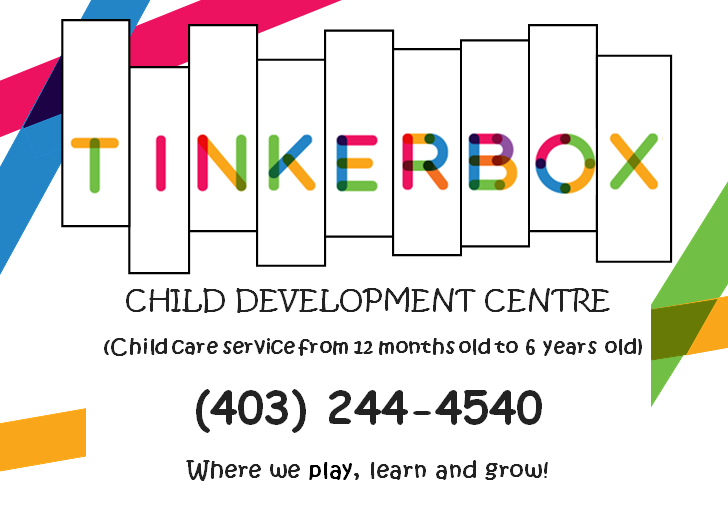 TINKERBOX
CHILD DEVELOPMENT CENTRE
(Child care service from 12 months old to 6 years old)
(403) 244-4540
Where we play, learn and grow!